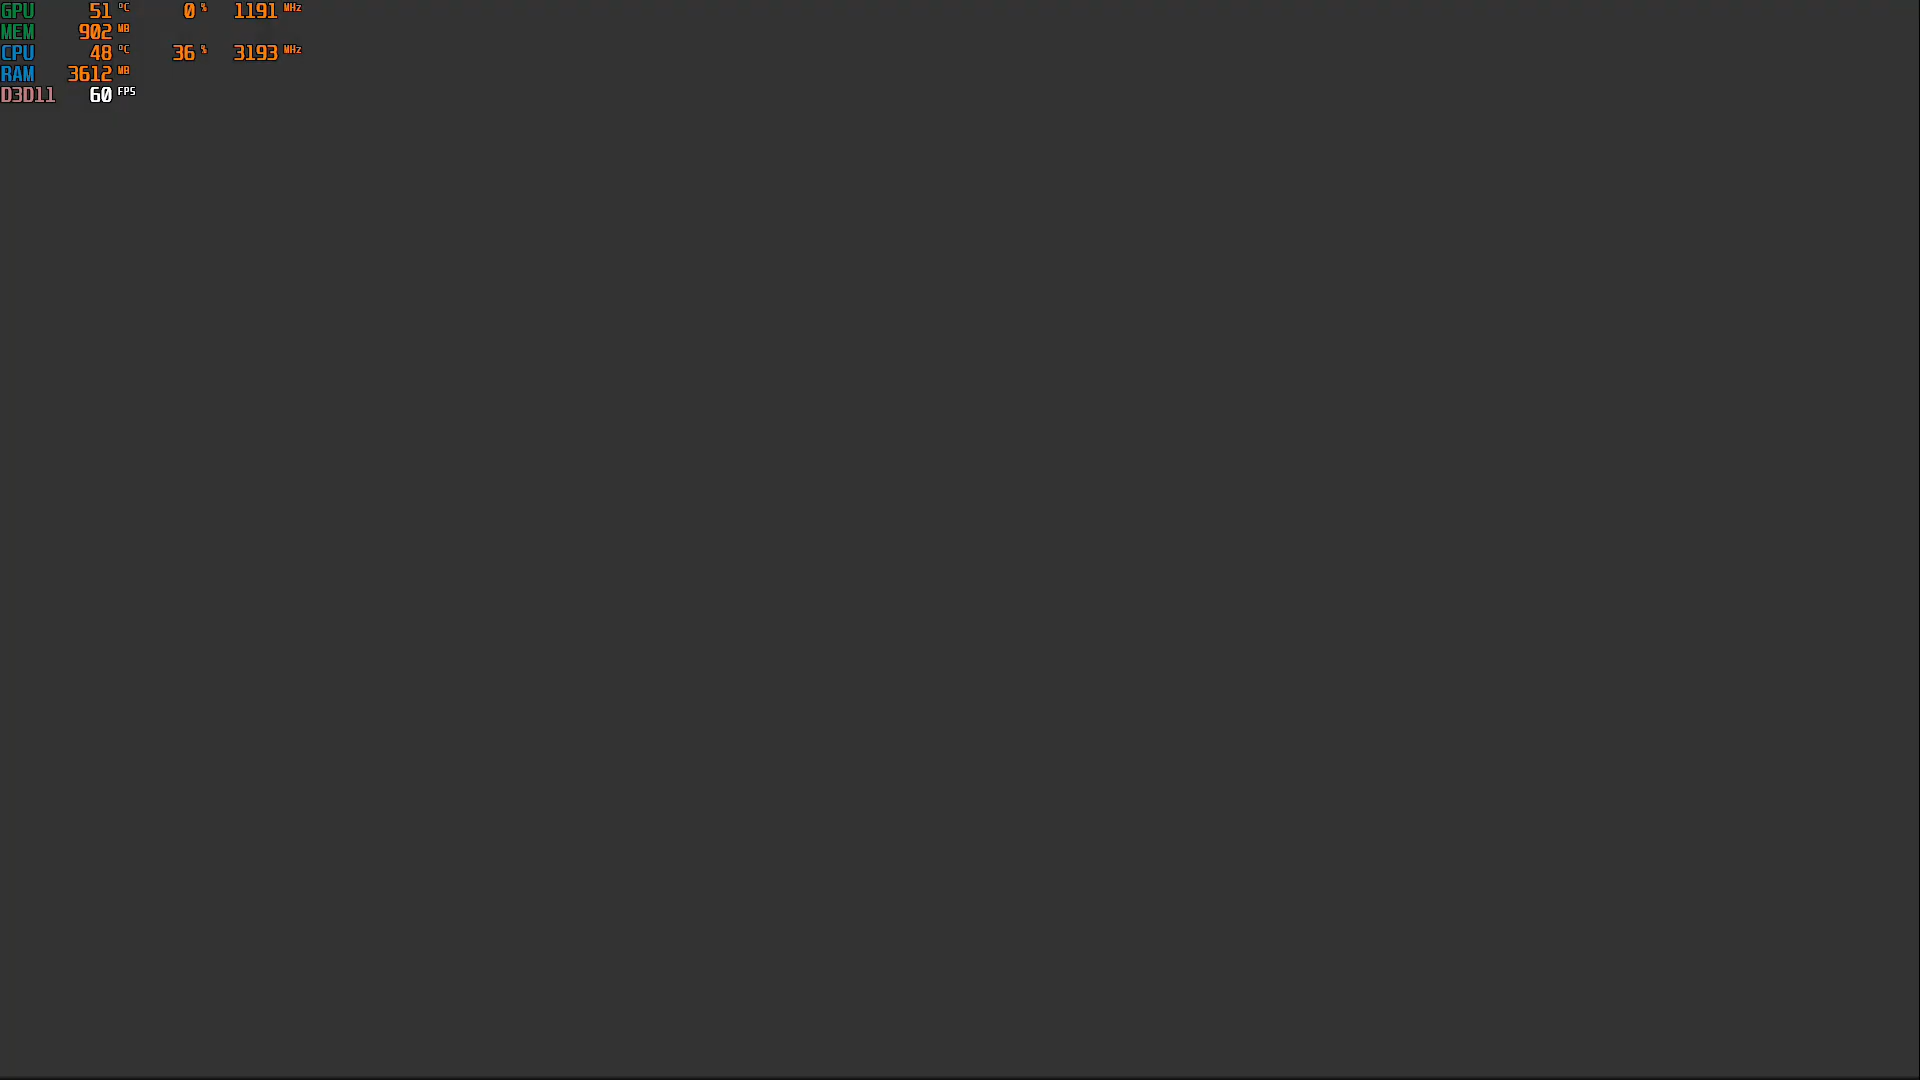 GPU 51 °C 0 % 1191 MHz
MEM 902 MB
CPU 48 °C 36 % 3193 MHz
RAM 3612 MB
D3D11 60 FPS